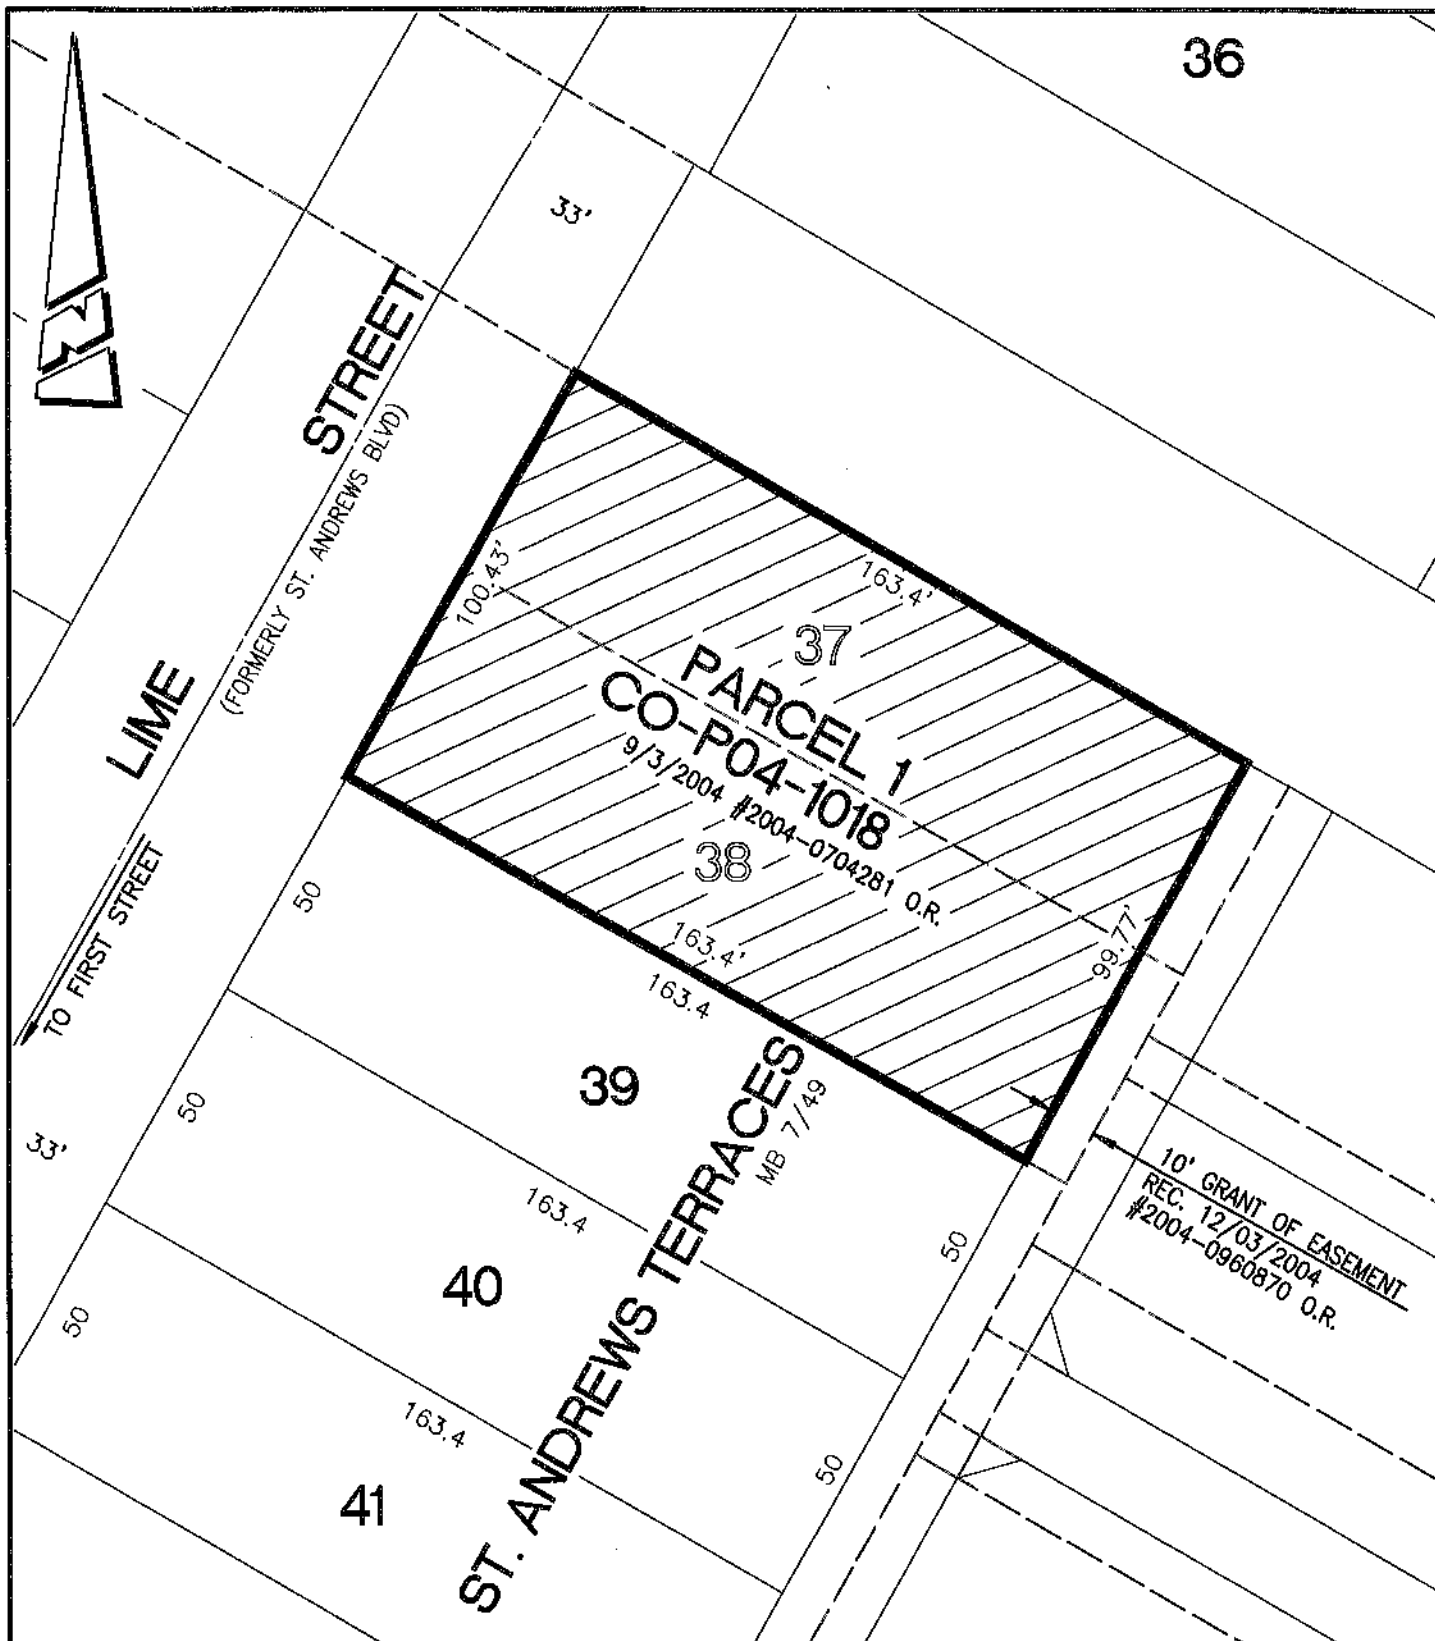 36
33'
STREET
(FORMERLY ST. ANDREWS BLVD)
LIME
TO FIRST STREET
100.43'
163.4'
37
PARCEL 1
CO-P04-1018
9/3/2004 #2004-0704281 O.R.
38
163.4'
99.77'
163.4
50
39
50
33'
ST. ANDREWS TERRACES
MB 7/49
10' GRANT OF EASEMENT
REC. 12/03/2004
#2004-0960870 O.R.
163.4
50
40
50
163.4
50
41
N